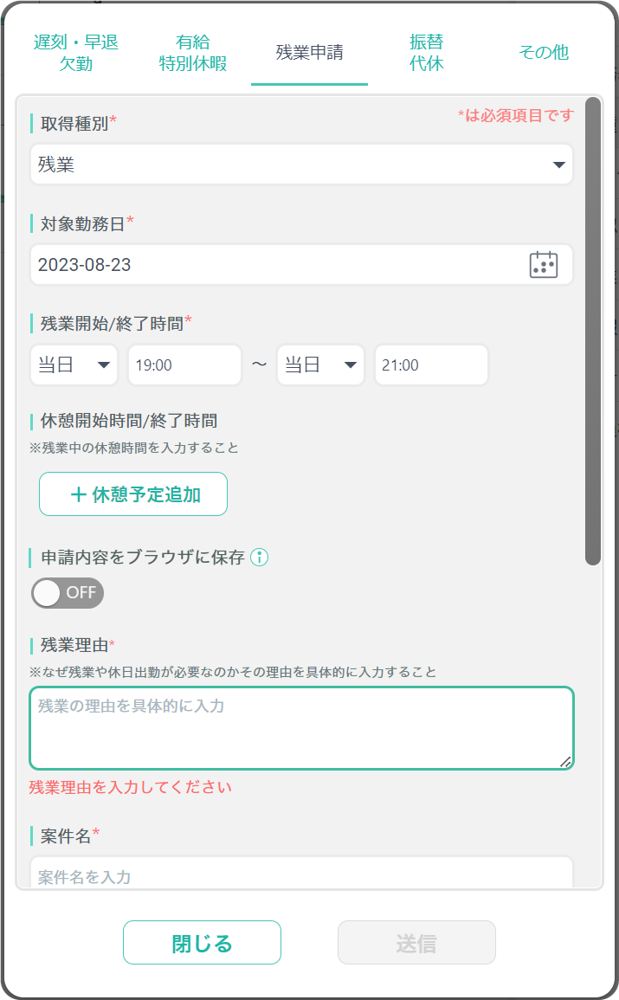 遅刻・早退
欠勤
有給
特別休暇
残業申請
振替
代休
その他
取得種別*
*は必須項目です
残業
対象勤務日*
2023-08-23
残業開始/終了時間*
当日 19:00 ～ 当日 21:00
休憩開始時間/終了時間
※残業中の休憩時間を入力すること
＋休憩予定追加
申請内容をブラウザに保存
OFF
残業理由*
※なぜ残業や休日出勤が必要なのかその理由を具体的に入力すること
残業の理由を具体的に入力
残業理由を入力してください
案件名*
案件名を入力
閉じる
送信